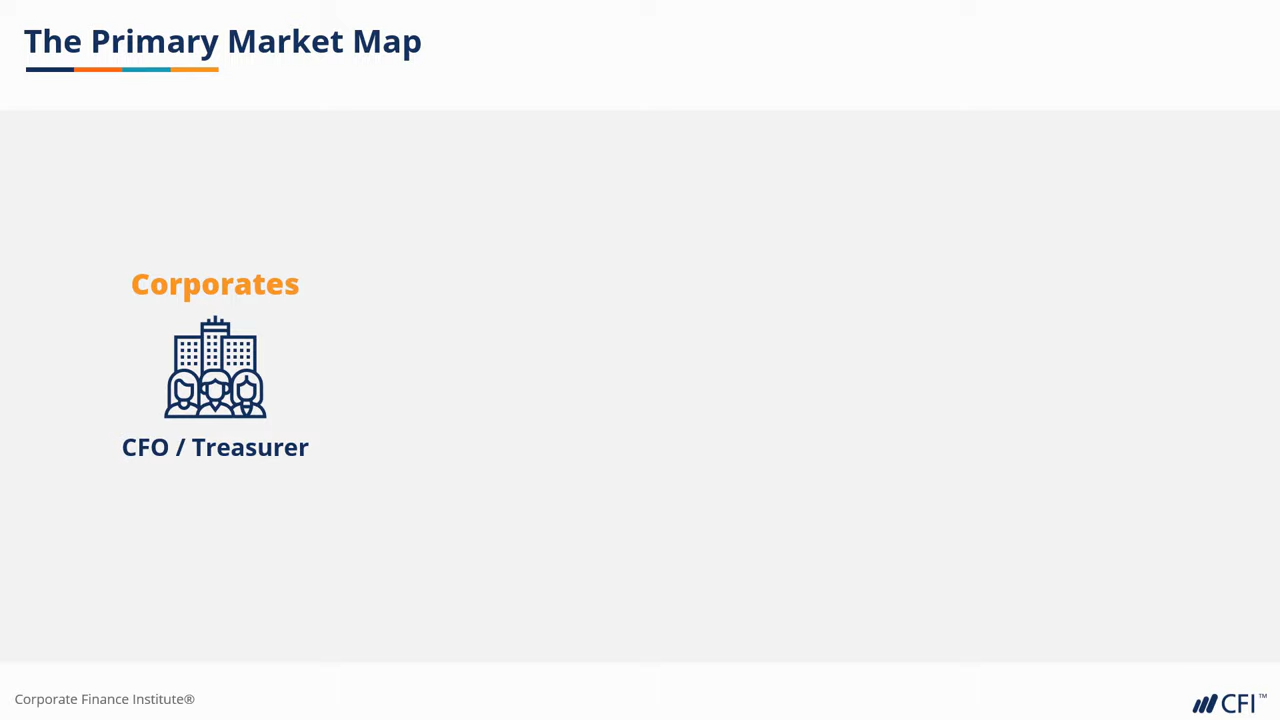 The Primary Market Map
Corporates
CFO / Treasurer
Corporate Finance Institute®
CFI™